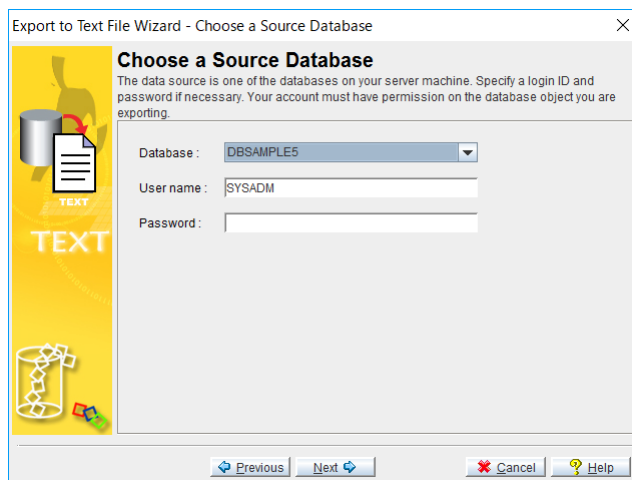 Export to Text File Wizard - Choose a Source Database
Choose a Source Database
The data source is one of the databases on your server machine. Specify a login ID and
password if necessary. Your account must have permission on the database object you are
exporting.
Database :
DBSAMPLE5
User name :
SYSADM
Password :
TEXT
TEXT
Previous
Next
Cancel
Help